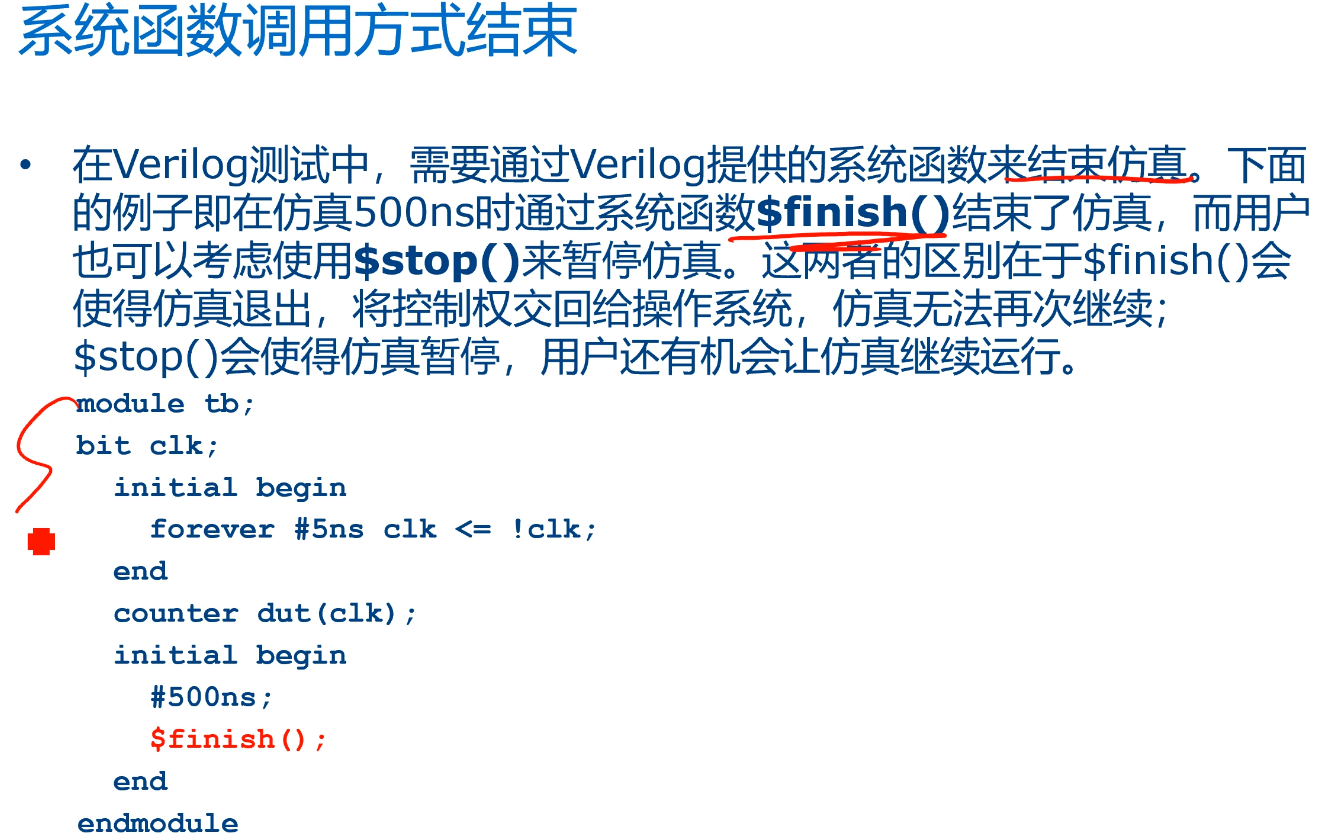 系统函数调用方式结束
• 在Verilog测试中，需要通过Verilog提供的系统函数来结束仿真。下面
的例子即在仿真500ns时通过系统函数$finish()结束了仿真，而用户
也可以考虑使用$stop()来暂停仿真。这两者的区别在于$finish()会
使得仿真退出，将控制权交回给操作系统，仿真无法再次继续；
$stop()会使得仿真暂停，用户还有机会让仿真继续运行。
module tb;
bit clk;
initial begin
forever #5ns clk <= !clk;
end
counter dut(clk);
initial begin
#500ns;
$finish();
end
endmodule